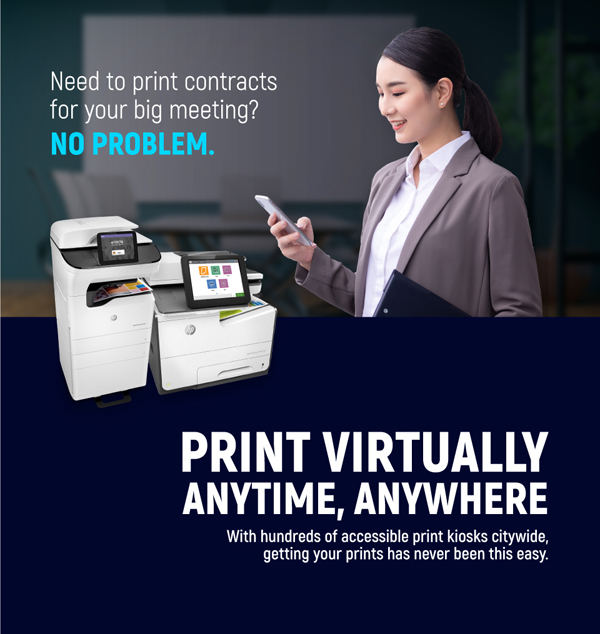 Need to print contracts
for your big meeting?
NO PROBLEM.
hp
PRINT VIRTUALLY
ANYTIME, ANYWHERE
With hundreds of accessible print kiosks citywide,
getting your prints has never been this easy.